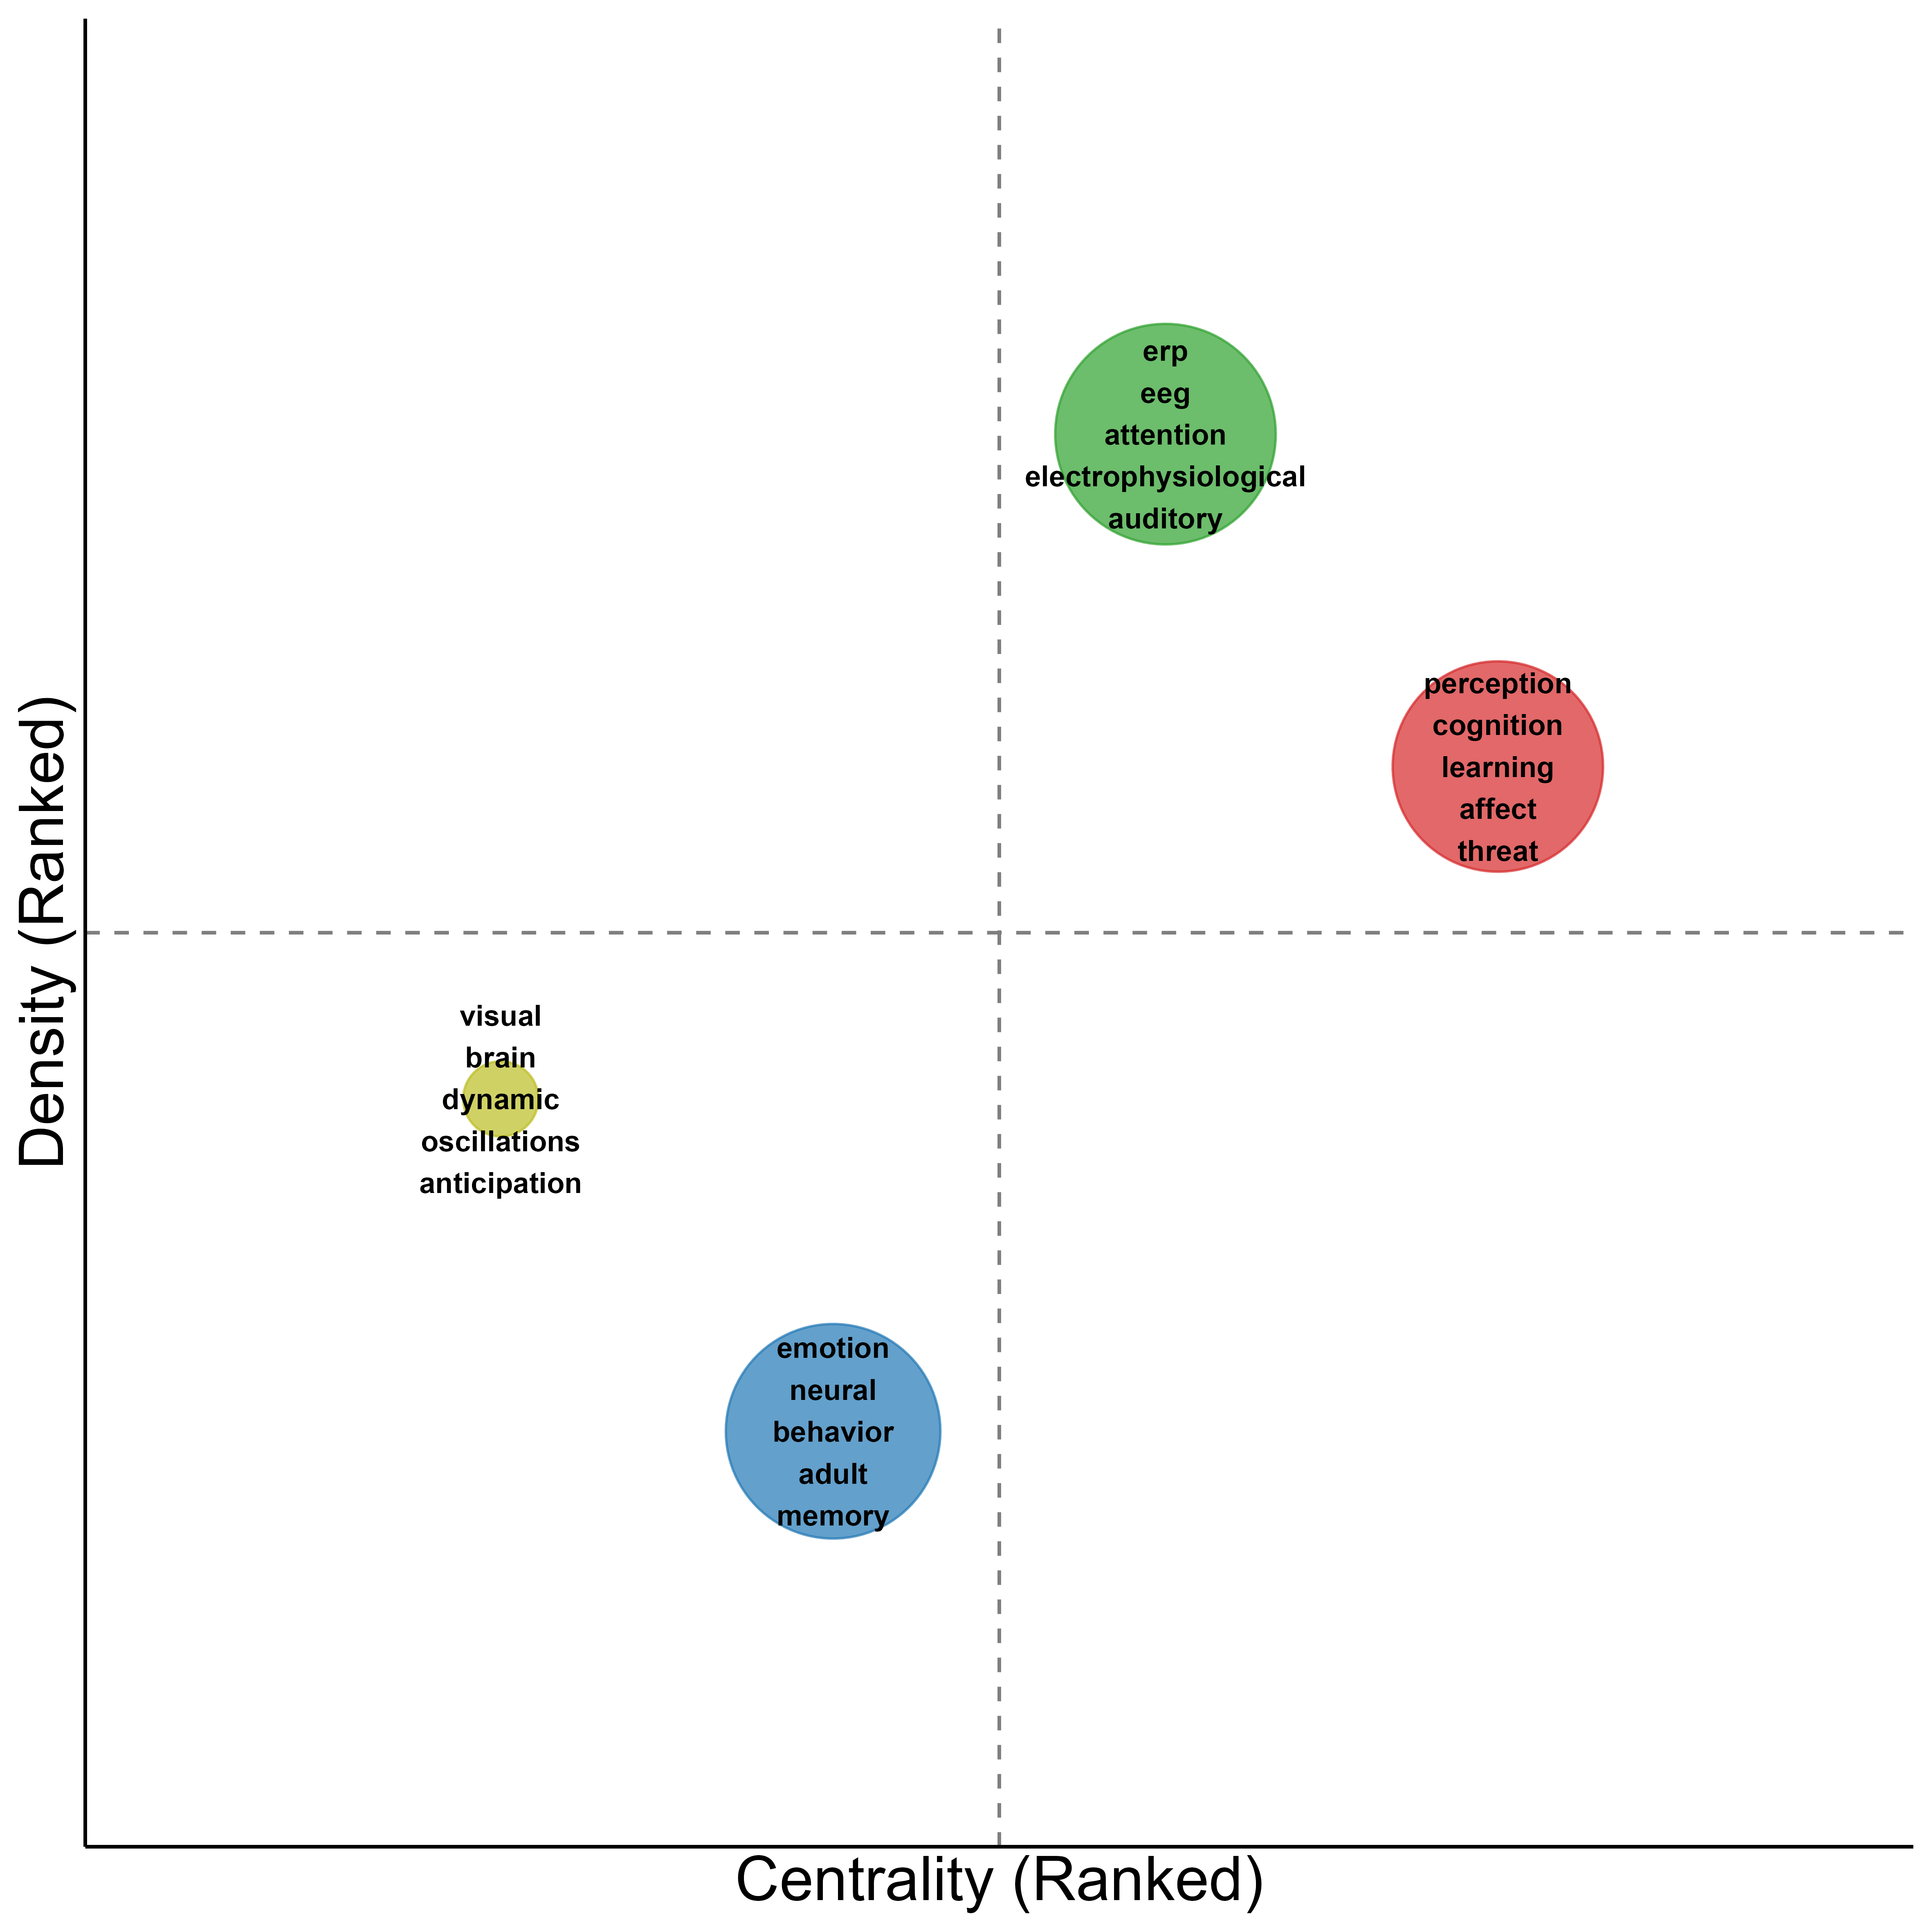 erp
eeg
attention
electrophysiological
auditory
perception
cognition
learning
affect
threat
visual
brain
dynamic
oscillations
anticipation
emotion
neural
behavior
adult
memory
Density (Ranked)
Centrality (Ranked)